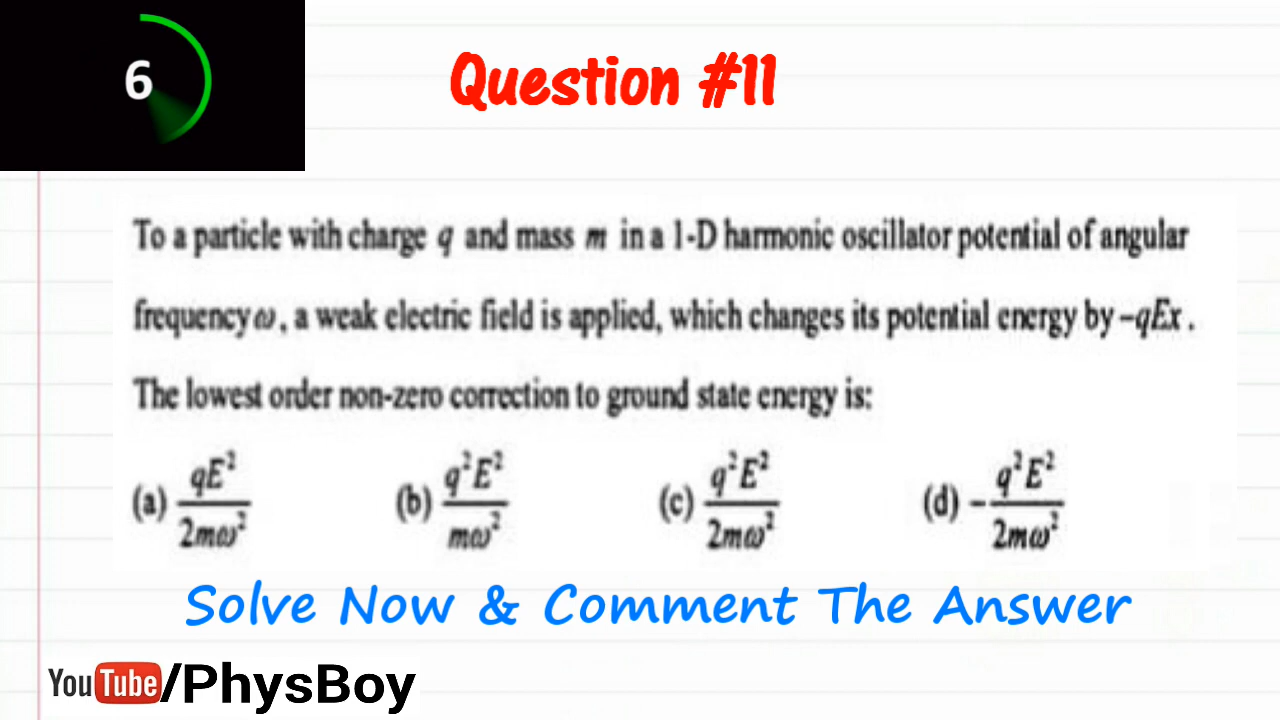 6
Question #11
To a particle with charge q and mass m in a 1-D harmonic oscillator potential of angular
frequency ω, a weak electric field is applied, which changes its potential energy by −qEx.
The lowest order non-zero correction to ground state energy is:
(a) qE²/2mω² (b) q²E²/mω² (c) q²E²/2mω² (d) −q²E²/2mω²
Solve Now & Comment The Answer
YouTube/PhysBoy